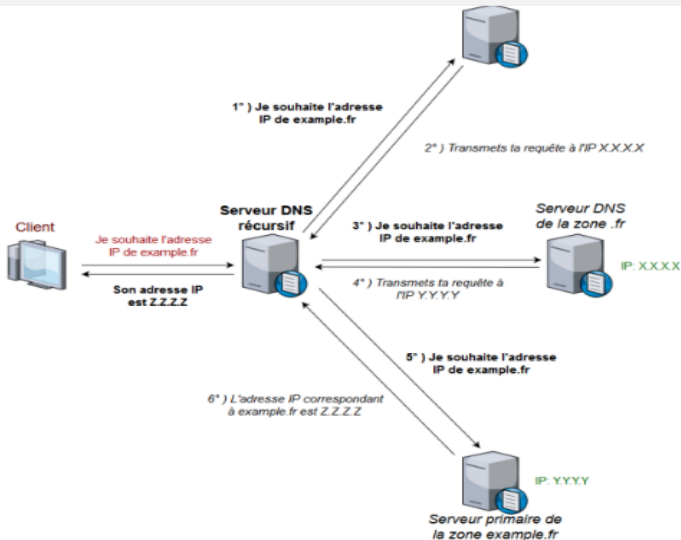 1° ) Je souhaite l'adresse
IP de example.fr
2° ) Transmets ta requête à l'IP X.X.X.X
Serveur DNS
récursif
Client
Je souhaite l'adresse
IP de example.fr
Son adresse IP
est Z.Z.Z.Z
3° ) Je souhaite l'adresse
IP de example.fr
4° ) Transmets ta requête à
l'IP Y.Y.Y.Y
Serveur DNS
de la zone .fr
IP: X.X.X.X
5° ) Je souhaite l'adresse
IP de example.fr
6° ) L'adresse IP correspondant
à example.fr est Z.Z.Z.Z
IP: Y.Y.Y.Y
Serveur primaire de
la zone example.fr